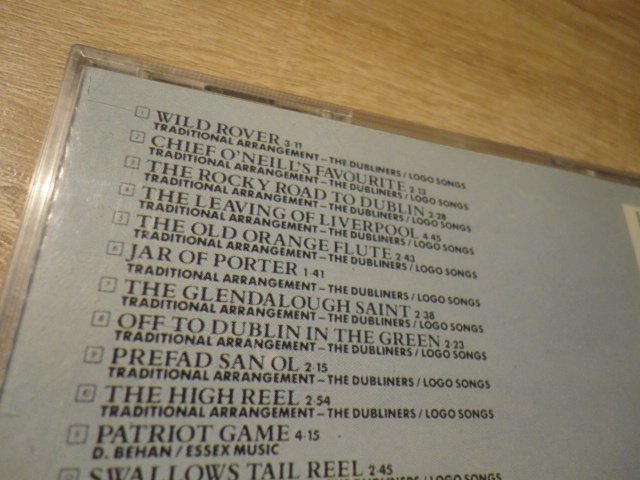 1 WILD ROVER 3·11
TRADITIONAL ARRANGEMENT – THE DUBLINERS / LOGO SONGS
2 CHIEF O'NEILL'S FAVOURITE 2·13
TRADITIONAL ARRANGEMENT – THE DUBLINERS / LOGO SONGS
3 THE ROCKY ROAD TO DUBLIN 2·28
TRADITIONAL ARRANGEMENT – THE DUBLINERS / LOGO SONGS
4 THE LEAVING OF LIVERPOOL 4·45
TRADITIONAL ARRANGEMENT – THE DUBLINERS / LOGO SONGS
5 THE OLD ORANGE FLUTE 2·43
TRADITIONAL ARRANGEMENT – THE DUBLINERS / LOGO SONGS
6 JAR OF PORTER 1·41
TRADITIONAL ARRANGEMENT – THE DUBLINERS / LOGO SONGS
7 THE GLENDALOUGH SAINT 2·38
TRADITIONAL ARRANGEMENT – THE DUBLINERS / LOGO SONGS
8 OFF TO DUBLIN IN THE GREEN 2·23
TRADITIONAL ARRANGEMENT – THE DUBLINERS / LOGO SONGS
9 PREFAD SAN OL 2·15
TRADITIONAL ARRANGEMENT – THE DUBLINERS / LOGO SONGS
10 THE HIGH REEL 2·54
TRADITIONAL ARRANGEMENT – THE DUBLINERS / LOGO SONGS
11 PATRIOT GAME 4·15
D. BEHAN / ESSEX MUSIC
SWALLOWS TAIL REEL 2·45
THE DUBLINERS / LOGO SONGS